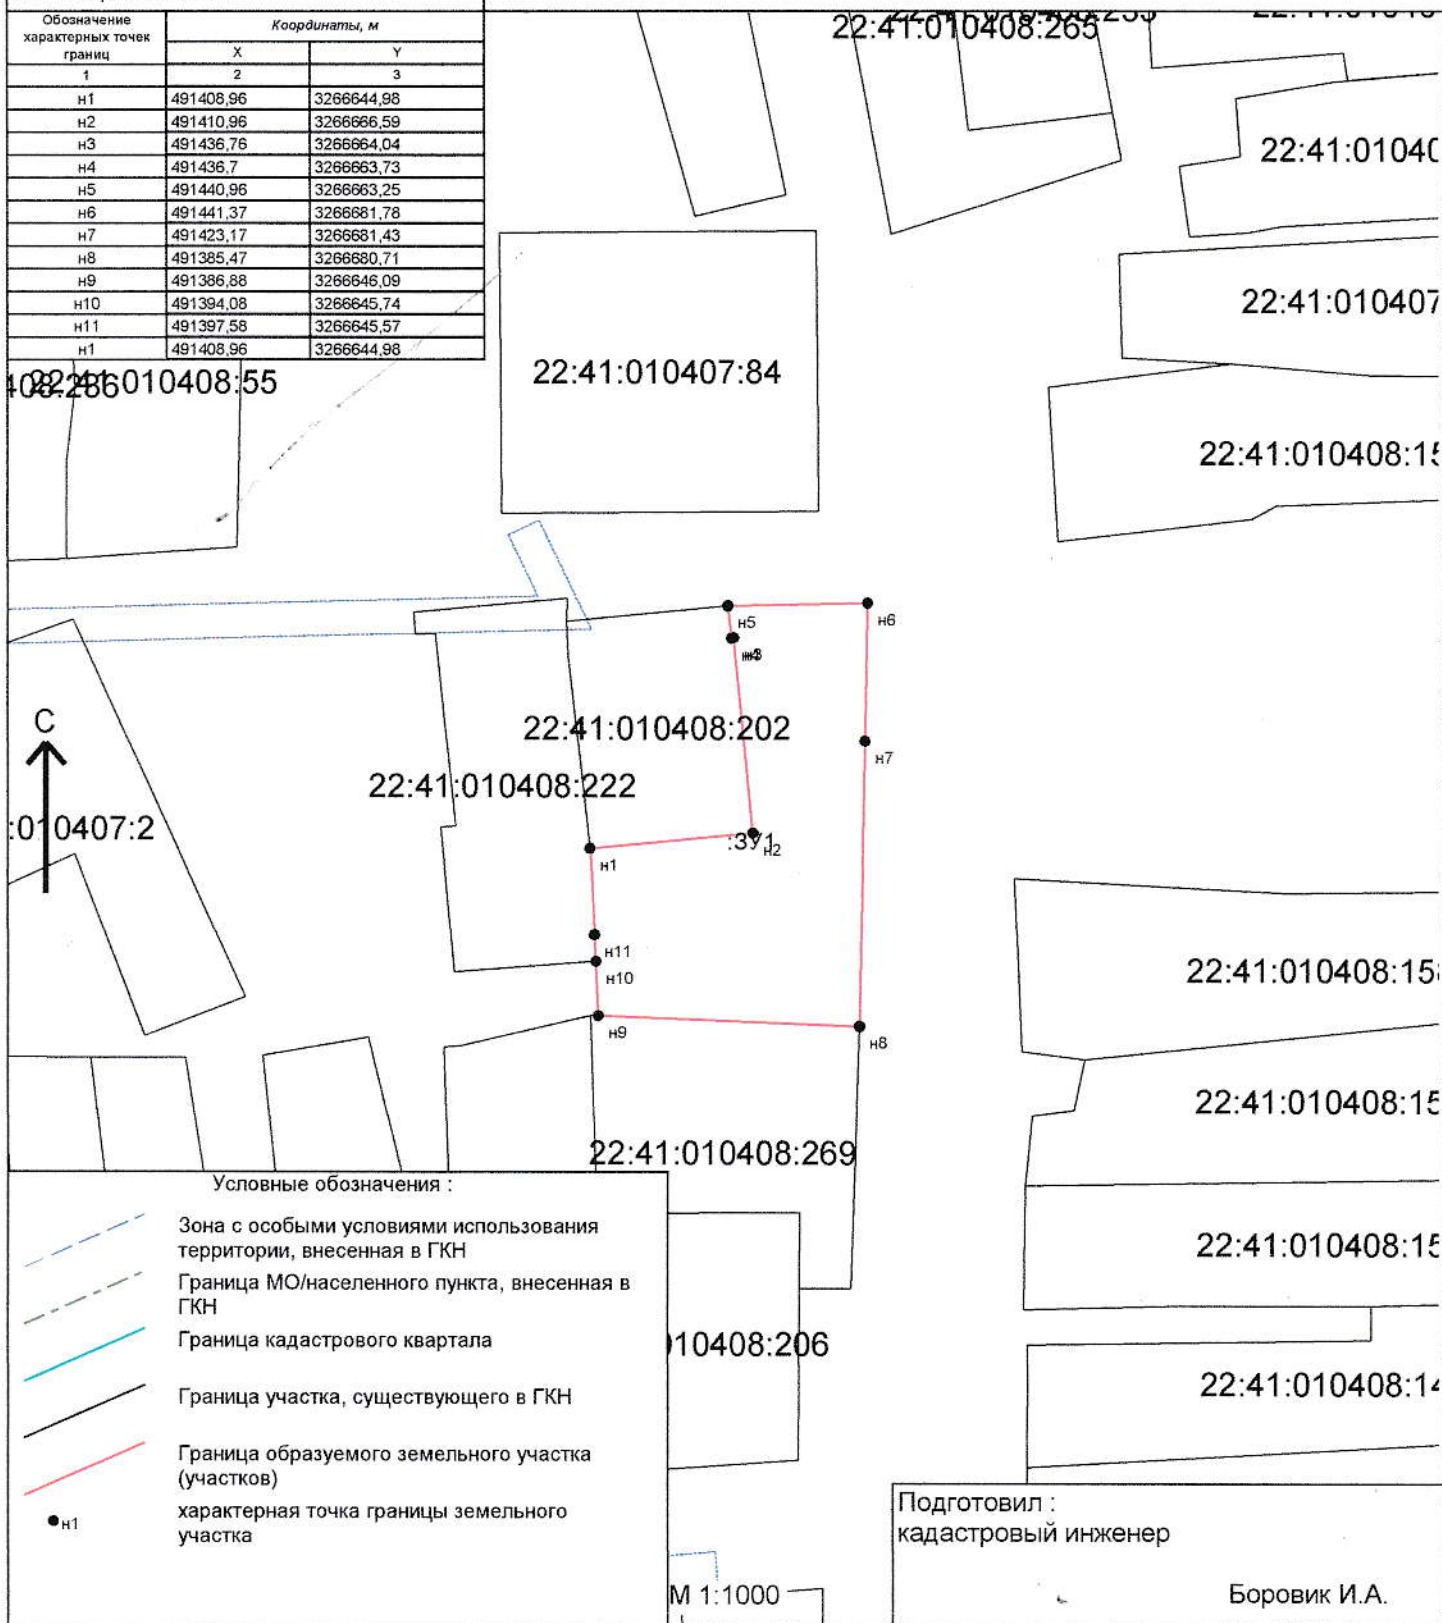 Обозначение
характерных точек
границ
Координаты, м
X
Y
1
2
3
н1 491408,96 3266644,98
н2 491410,96 3266666,59
н3 491436,76 3266664,04
н4 491436,7 3266663,73
н5 491440,96 3266663,25
н6 491441,37 3266681,78
н7 491423,17 3266681,43
н8 491385,47 3266680,71
н9 491386,88 3266646,09
н10 491394,08 3266645,74
н11 491397,58 3266645,57
н1 491408,96 3266644,98
22:41:010408:265
22:41:01040
22:41:010407
22:41:010407:84
22:41:010408:55
22:41:010408:15
н5
н6
22:41:010408:202
н7
С
22:41:010408:222
:010407:2
:ЗУ1
н2
н1
н11
н10
22:41:010408:15
н9
н8
22:41:010408:15
22:41:010408:269
22:41:010408:15
010408:206
22:41:010408:14
Условные обозначения :
Зона с особыми условиями использования
территории, внесенная в ГКН
Граница МО/населенного пункта, внесенная в
ГКН
Граница кадастрового квартала
Граница участка, существующего в ГКН
Граница образуемого земельного участка
(участков)
н1
характерная точка границы земельного
участка
М 1:1000
Подготовил :
кадастровый инженер
Боровик И.А.